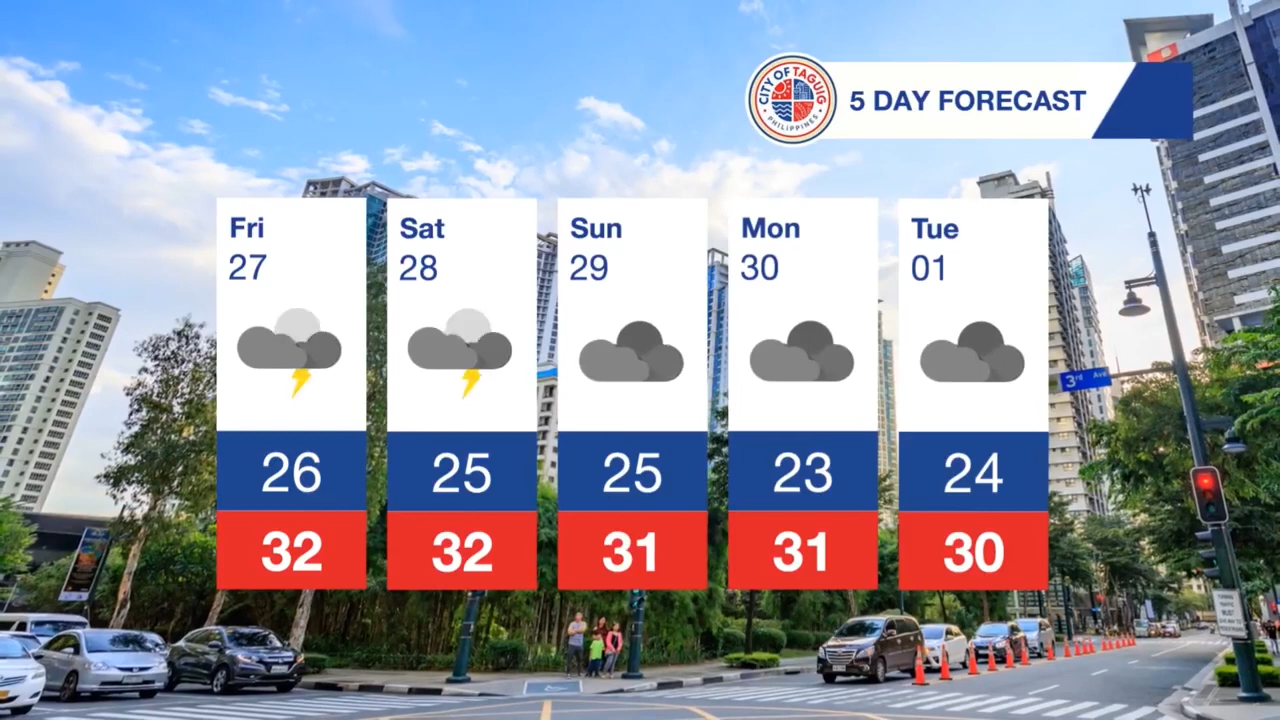 CITY OF TAGUIG
PHILIPPINES
5 DAY FORECAST
Fri
27
26
32
Sat
28
25
32
Sun
29
25
31
Mon
30
23
31
Tue
01
24
30
3rd Ave